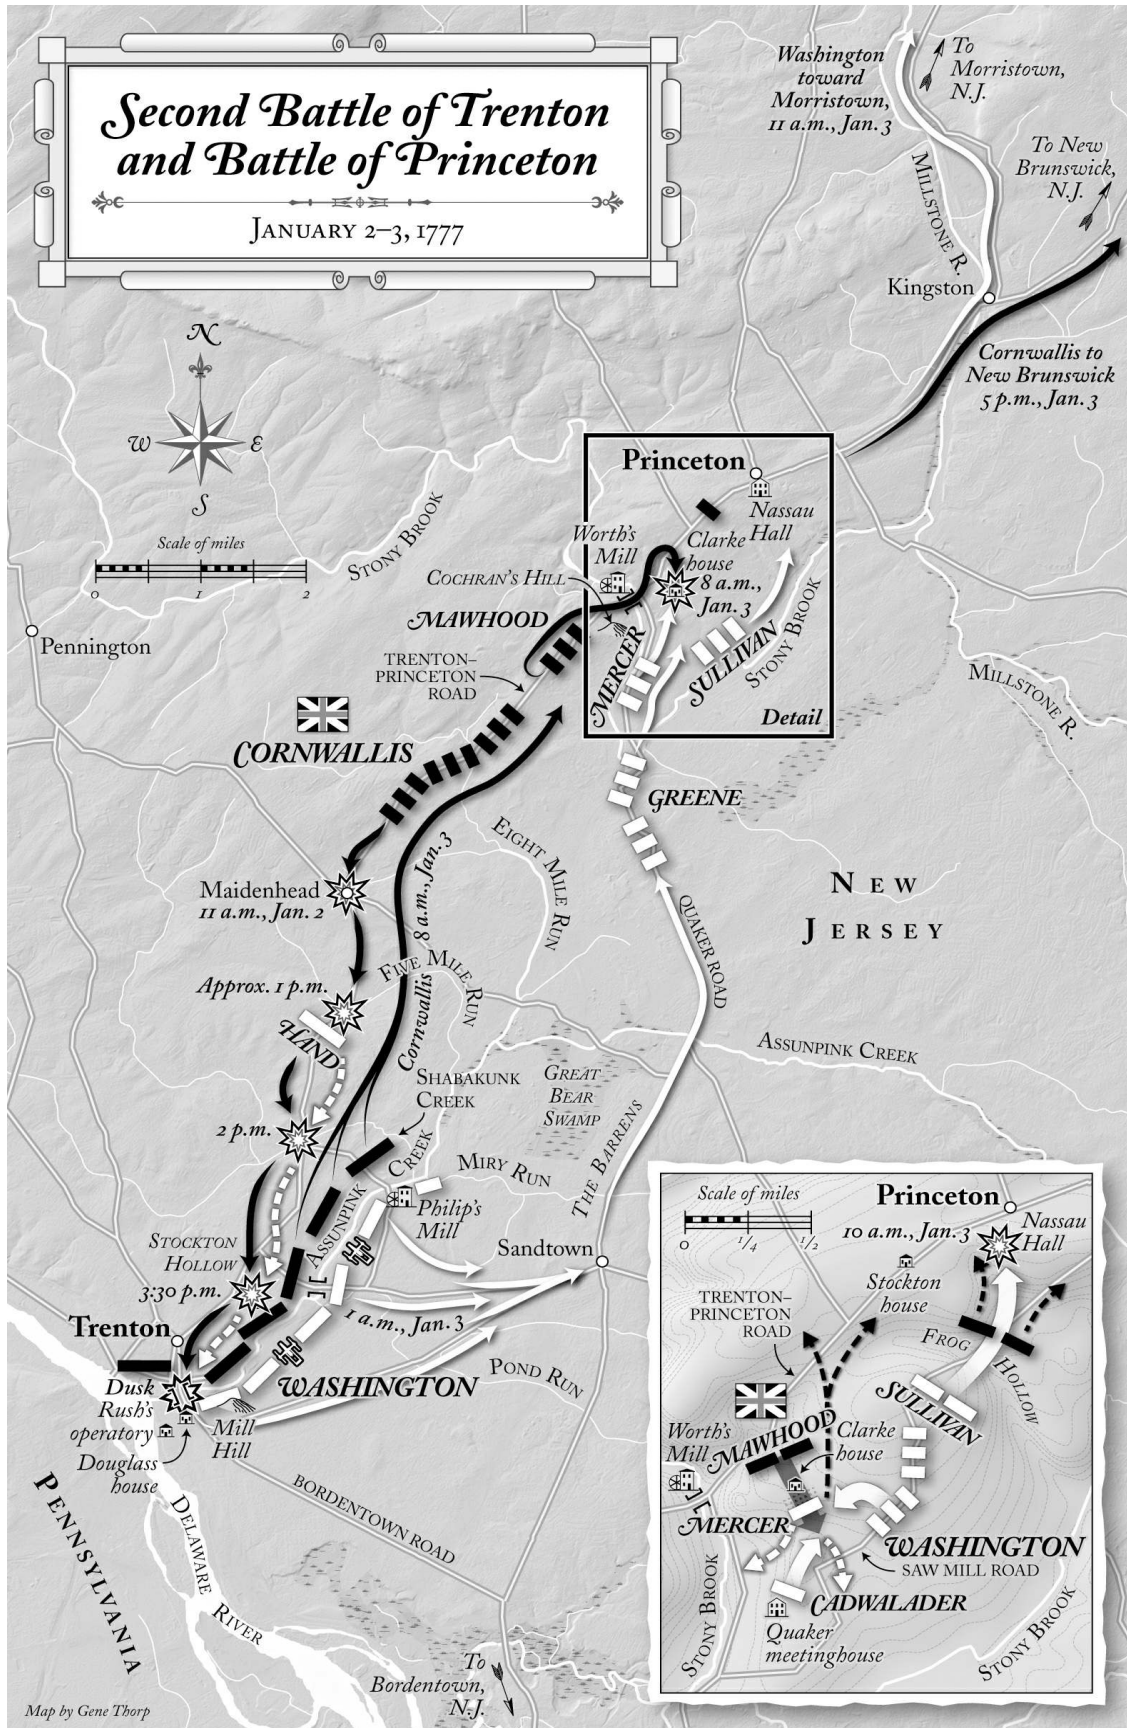 Second Battle of Trenton
and Battle of Princeton
JANUARY 2–3, 1777
Washington
toward
Morristown,
11 a.m., Jan. 3
To
Morristown,
N.J.
To New
Brunswick,
N.J.
MILLSTONE R.
Kingston
Cornwallis to
New Brunswick
5 p.m., Jan. 3
N
W
E
S
Scale of miles
0
1
2
STONY BROOK
Pennington
Princeton
Nassau
Hall
Worth's
Mill
Clarke
house
8 a.m.,
Jan. 3
COCHRAN'S HILL
MAWHOOD
MERCER
SULLIVAN
STONY BROOK
Detail
TRENTON–
PRINCETON
ROAD
MILLSTONE R.
CORNWALLIS
GREENE
EIGHT MILE RUN
Maidenhead
11 a.m., Jan. 2
NEW
JERSEY
QUAKER ROAD
Approx. 1 p.m.
FIVE MILE RUN
HAND
Cornwallis 8 a.m., Jan. 3
ASSUNPINK CREEK
SHABAKUNK
CREEK
GREAT
BEAR
SWAMP
2 p.m.
THE BARRENS
ASSUNPINK CREEK
MIRY RUN
Philip's
Mill
STOCKTON
HOLLOW
3:30 p.m.
Sandtown
Trenton
1 a.m., Jan. 3
WASHINGTON
POND RUN
Dusk
Rush's
operatory
Mill
Hill
Douglass
house
BORDENTOWN ROAD
PENNSYLVANIA
DELAWARE RIVER
To
Bordentown,
N.J.
Map by Gene Thorp
Scale of miles
0
1/4
1/2
Princeton
10 a.m., Jan. 3
Nassau
Hall
Stockton
house
TRENTON–
PRINCETON
ROAD
FROG HOLLOW
SULLIVAN
Worth's
Mill
MAWHOOD
Clarke
house
MERCER
WASHINGTON
SAW MILL ROAD
CADWALADER
Quaker
meetinghouse
STONY BROOK
STONY BROOK